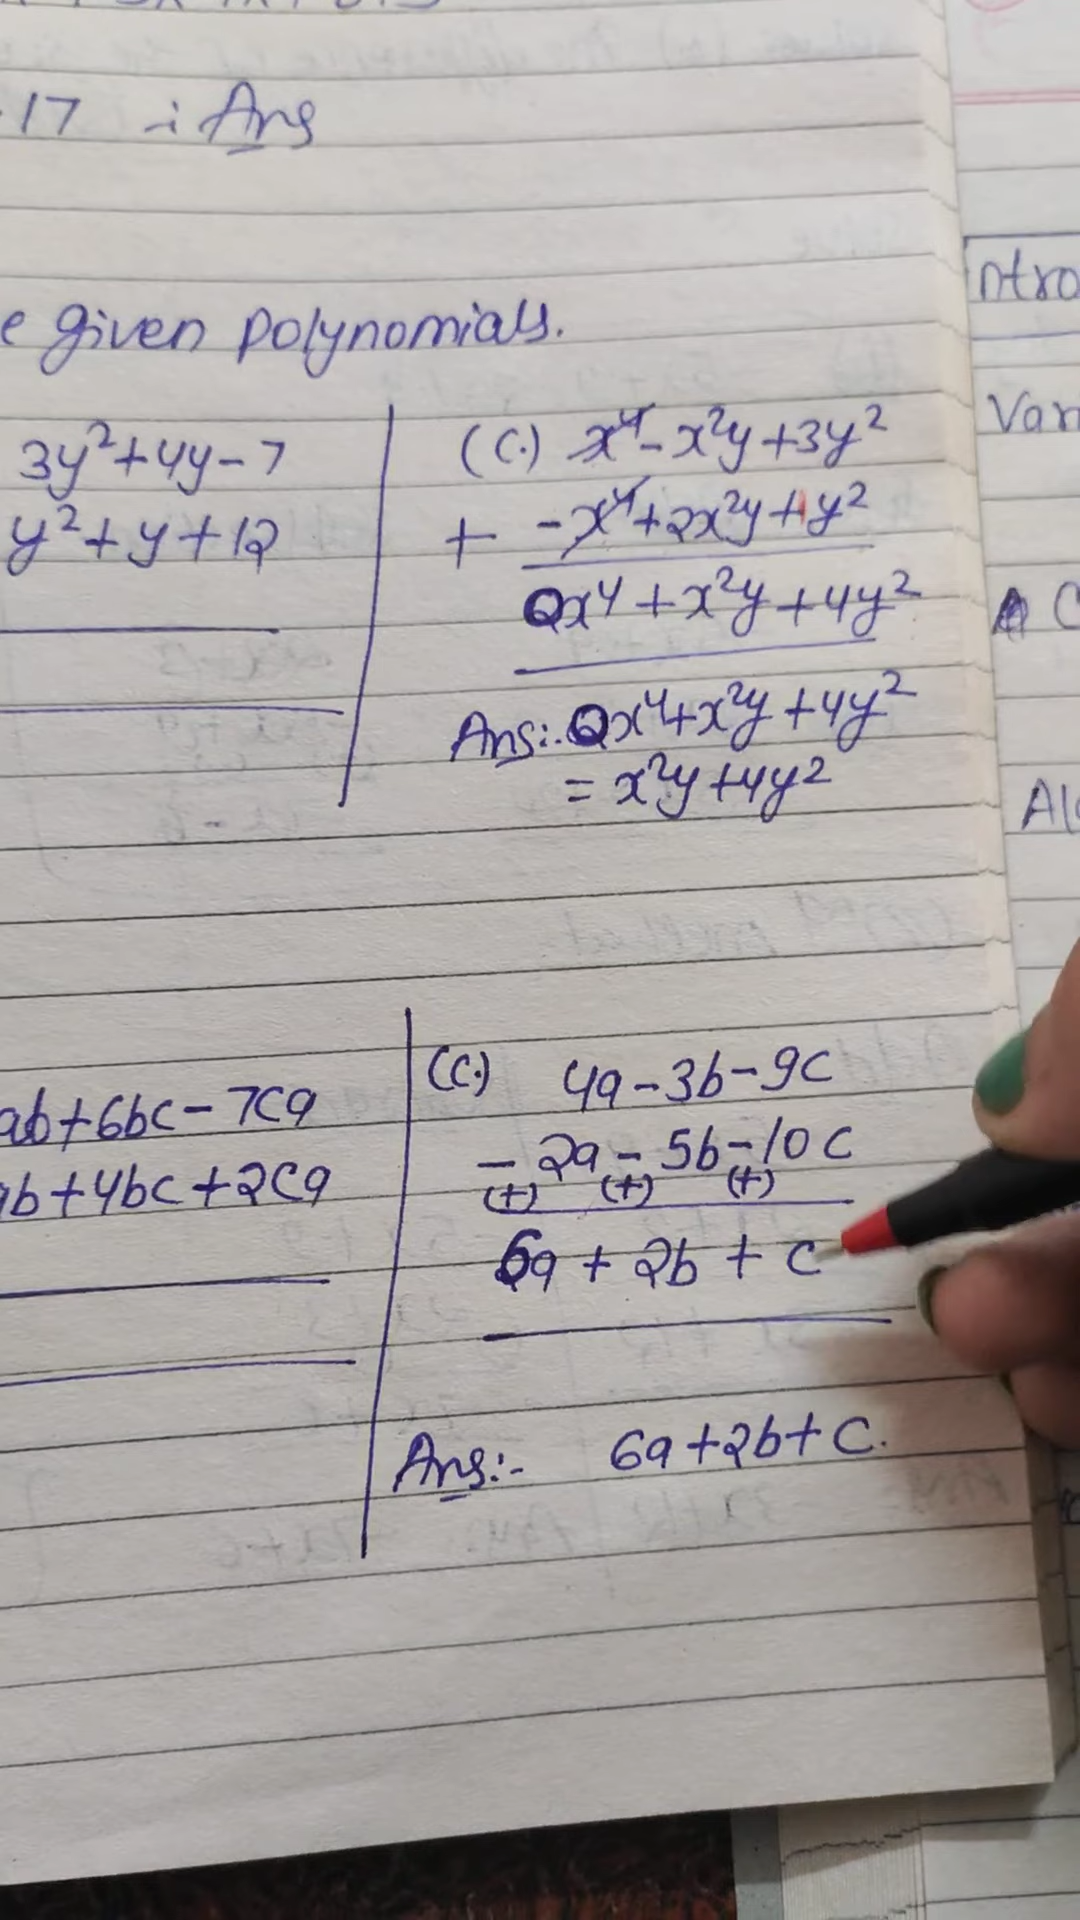 17 ∴ Ans
e given polynomials.
3y²+4y-7
y²+y+12
(C.) x⁴-x²y+3y²
+ -x⁴+2x²y+y²
0x⁴+x²y+4y²
Ans:- 0x⁴+x²y+4y²
= x²y+4y²
ab+6bc-7ca
ab+4bc+2ca
(C.) 4a-3b-9c
-2a-5b-10c
(+) (+) (+)
6a+2b+c
Ans:- 6a+2b+c.
ntro
Var
C
Al